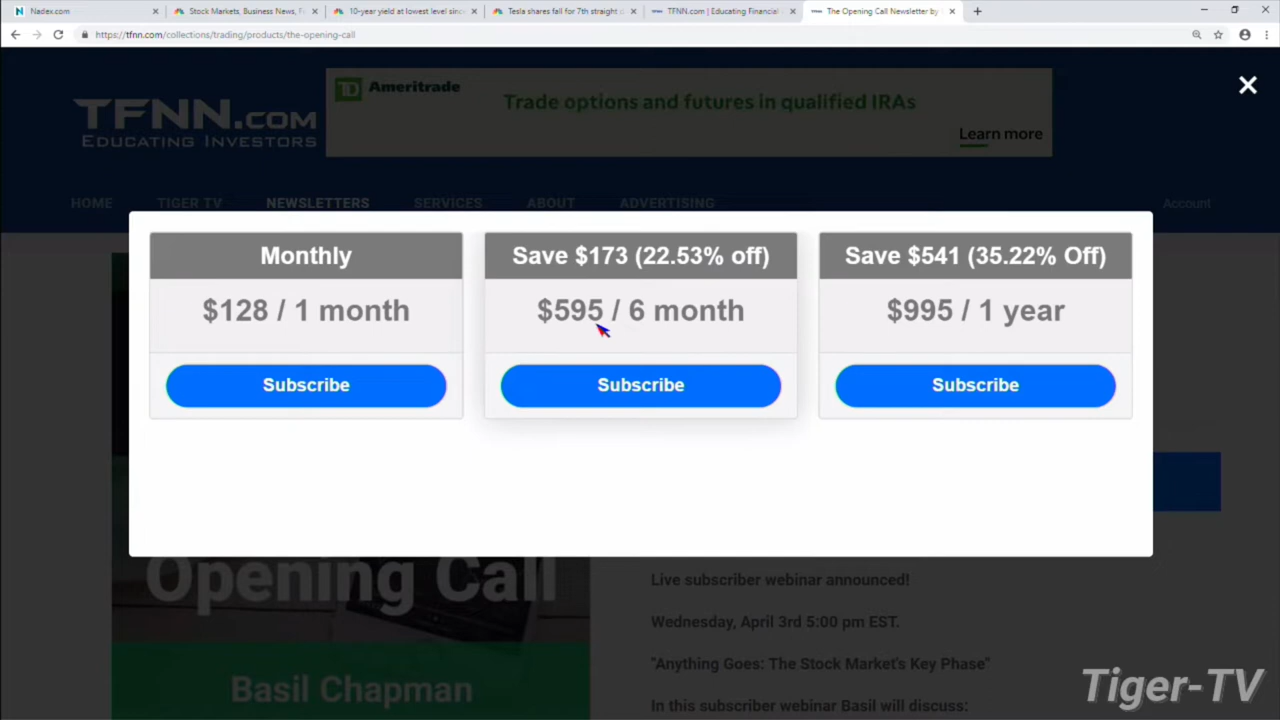 Nadex.com
Stock Markets, Business News, F
10-year yield at lowest level since
Tesla shares fall for 7th straight d
TFNN.com | Educating Financial
The Opening Call Newsletter by
https://tfnn.com/collections/trading/products/the-opening-call
TFNN.COM
EDUCATING INVESTORS
TD Ameritrade
Trade options and futures in qualified IRAs
Learn more
HOME
TIGER TV
NEWSLETTERS
SERVICES
ABOUT
ADVERTISING
Account
Monthly
$128 / 1 month
Subscribe
Save $173 (22.53% off)
$595 / 6 month
Subscribe
Save $541 (35.22% Off)
$995 / 1 year
Subscribe
Opening Call
Basil Chapman
Live subscriber webinar announced!
Wednesday, April 3rd 5:00 pm EST.
"Anything Goes: The Stock Market's Key Phase"
In this subscriber webinar Basil will discuss:
Tiger-TV